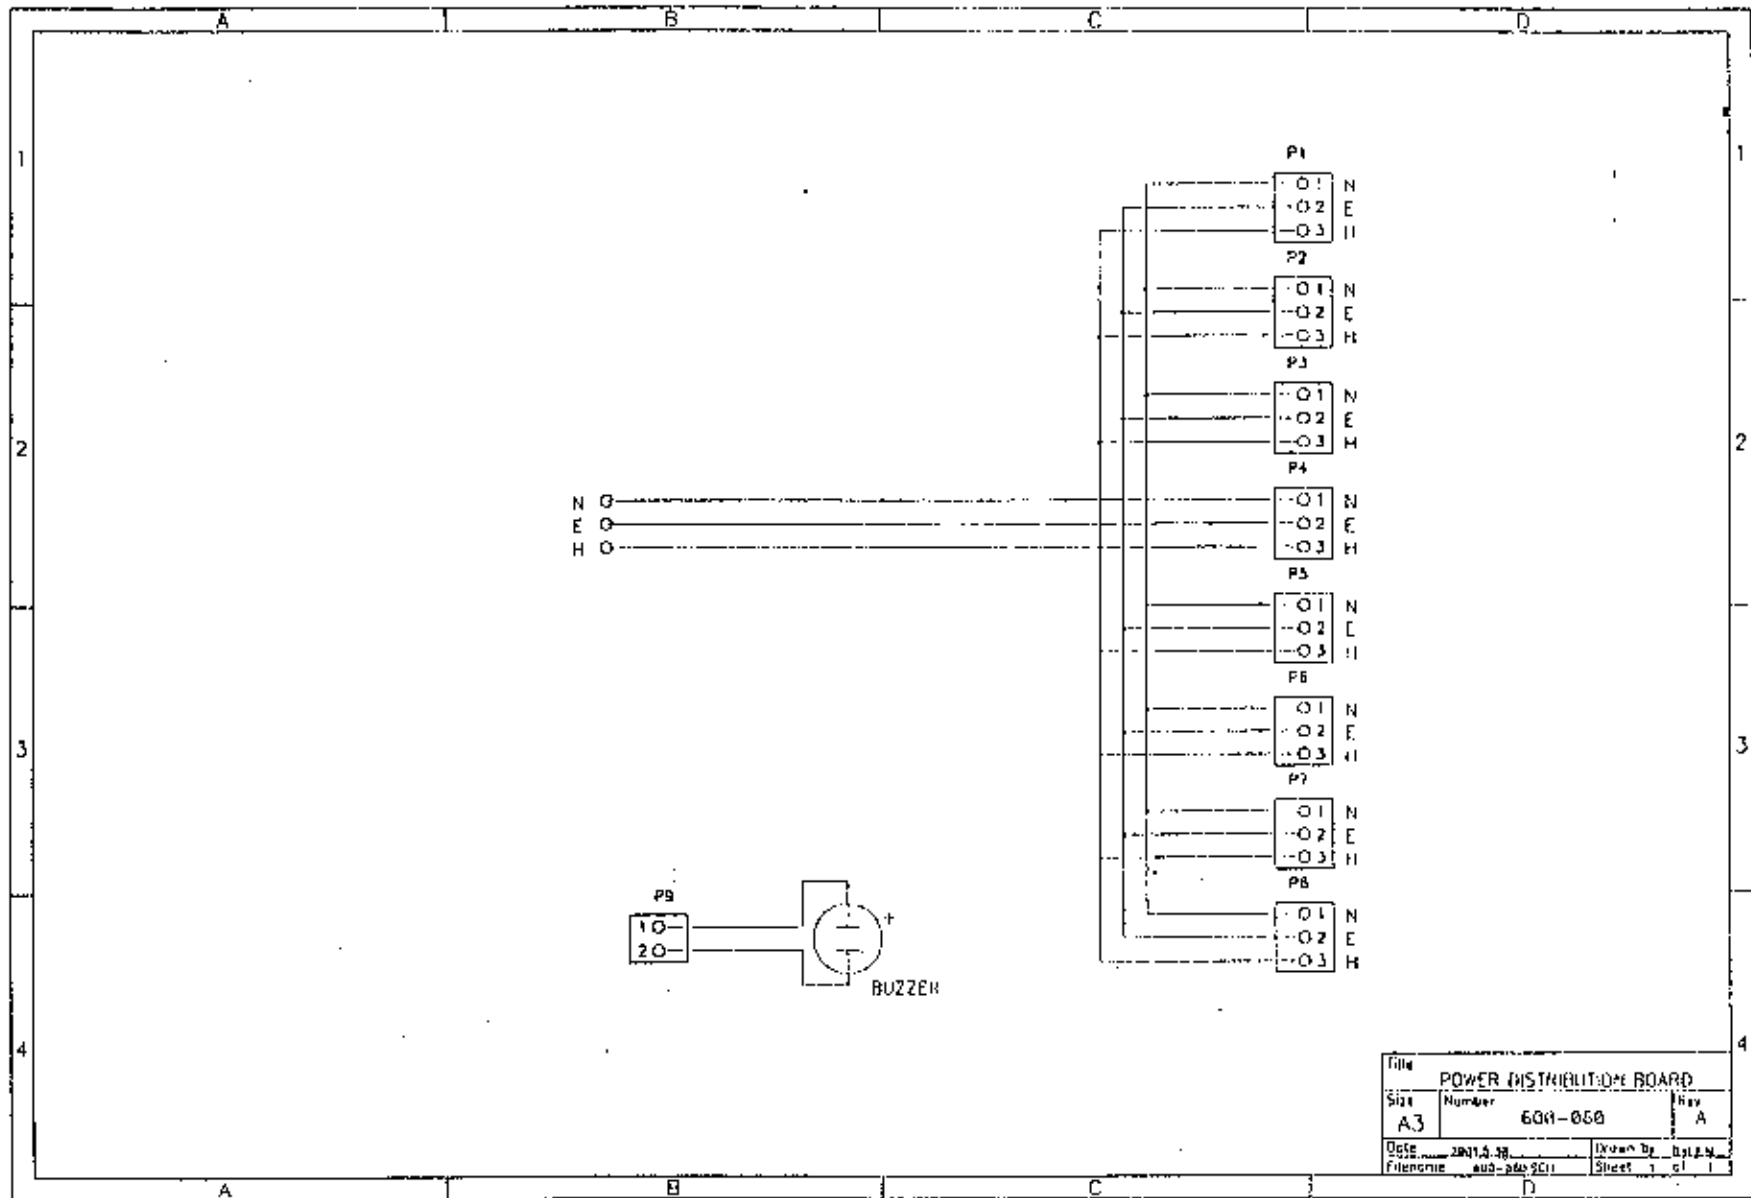 A B C D
1 1
P1
1 N
2 E
3 H
P2
1 N
2 E
3 H
P3
1 N
2 E
3 H
2 2
P4
N 1 N
E 2 E
H 3 H
P5
1 N
2 E
3 H
P6
1 N
2 E
3 H
3 3
P7
1 N
2 E
3 H
P8
P9
1
2
+
BUZZER
1 N
2 E
3 H
4 4
Title
POWER DISTRIBUTION BOARD
Size Number Rev
A3 A
Date Drawn by
Filename Sheet 1 of 1
A B C D